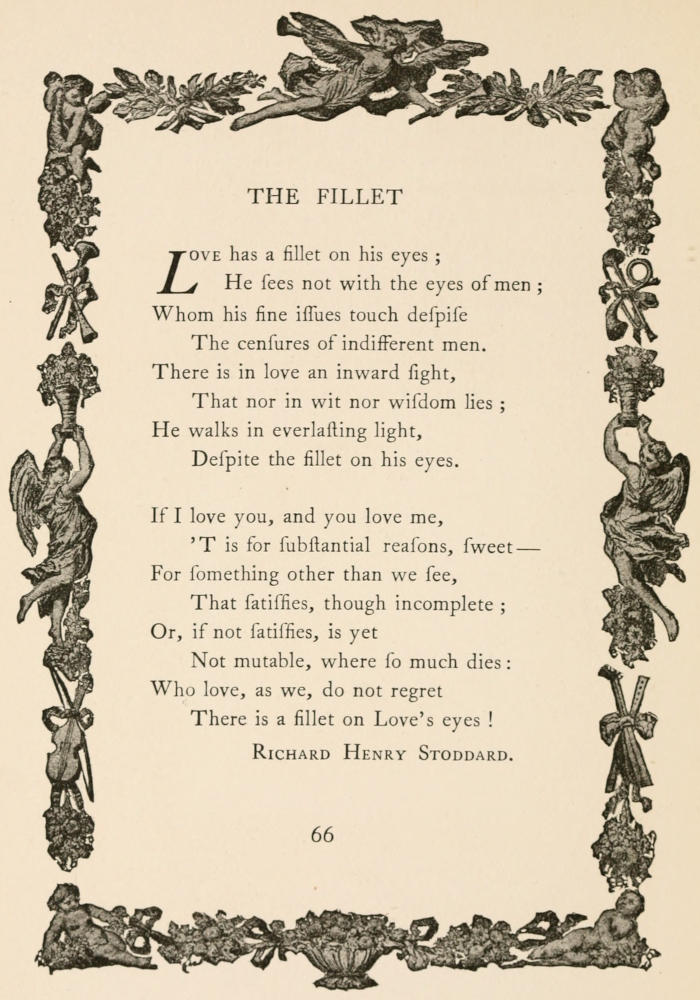 THE FILLET
LOVE has a fillet on his eyes ;
He ſees not with the eyes of men ;
Whom his fine iſſues touch deſpiſe
The cenſures of indifferent men.
There is in love an inward ſight,
That nor in wit nor wiſdom lies ;
He walks in everlaſting light,
Deſpite the fillet on his eyes.
If I love you, and you love me,
’T is for ſubſtantial reaſons, ſweet—
For ſomething other than we ſee,
That ſatiſfies, though incomplete ;
Or, if not ſatiſfies, is yet
Not mutable, where ſo much dies :
Who love, as we, do not regret
There is a fillet on Love’s eyes !
RICHARD HENRY STODDARD.
66